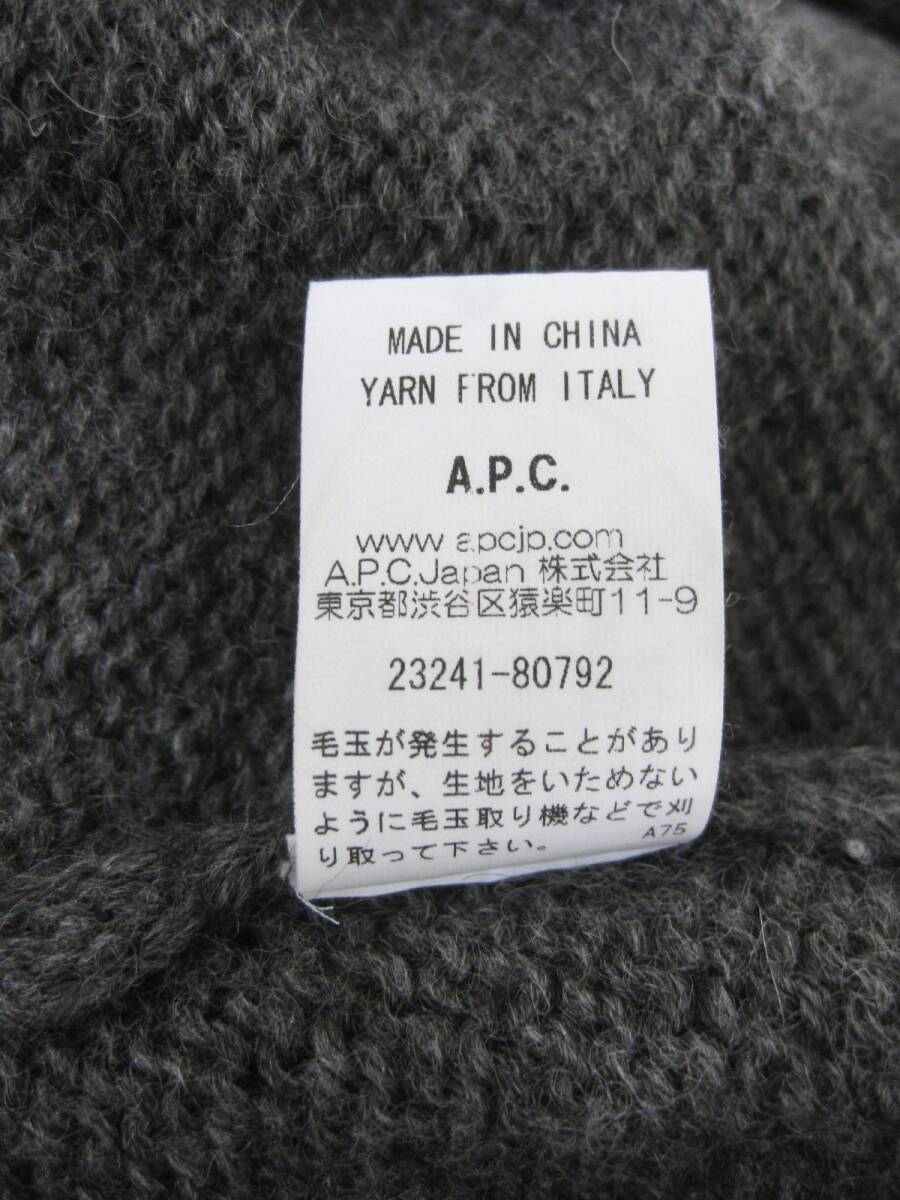 MADE IN CHINA
YARN FROM ITALY
A.P.C.
www.apcjp.com
A.P.C.Japan 株式会社
東京都渋谷区猿楽町11-9
23241-80792
毛玉が発生することがあり
ますが、生地をいためない
ように毛玉取り機などで刈
り取って下さい。
A75